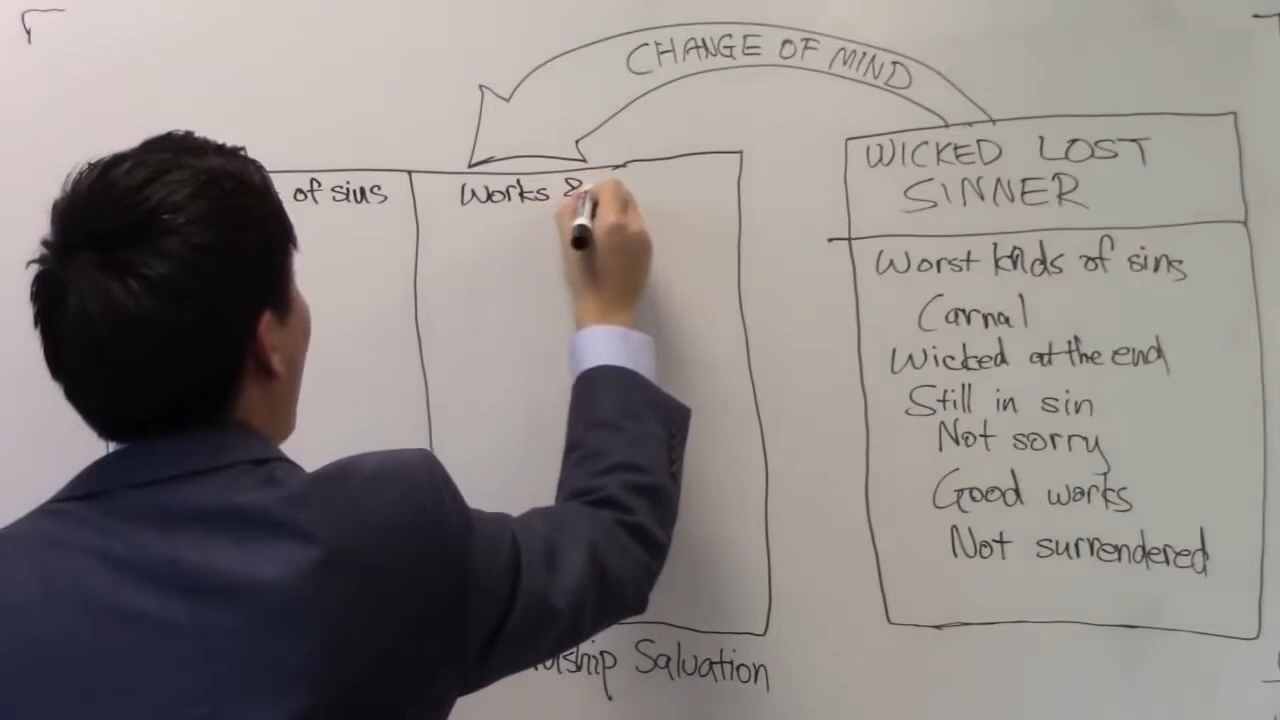 CHANGE OF MIND
of sins
Works &
WICKED LOST
SINNER
Worst kinds of sins
Carnal
Wicked at the end
Still in sin
Not sorry
Good works
Not surrendered
Salvation